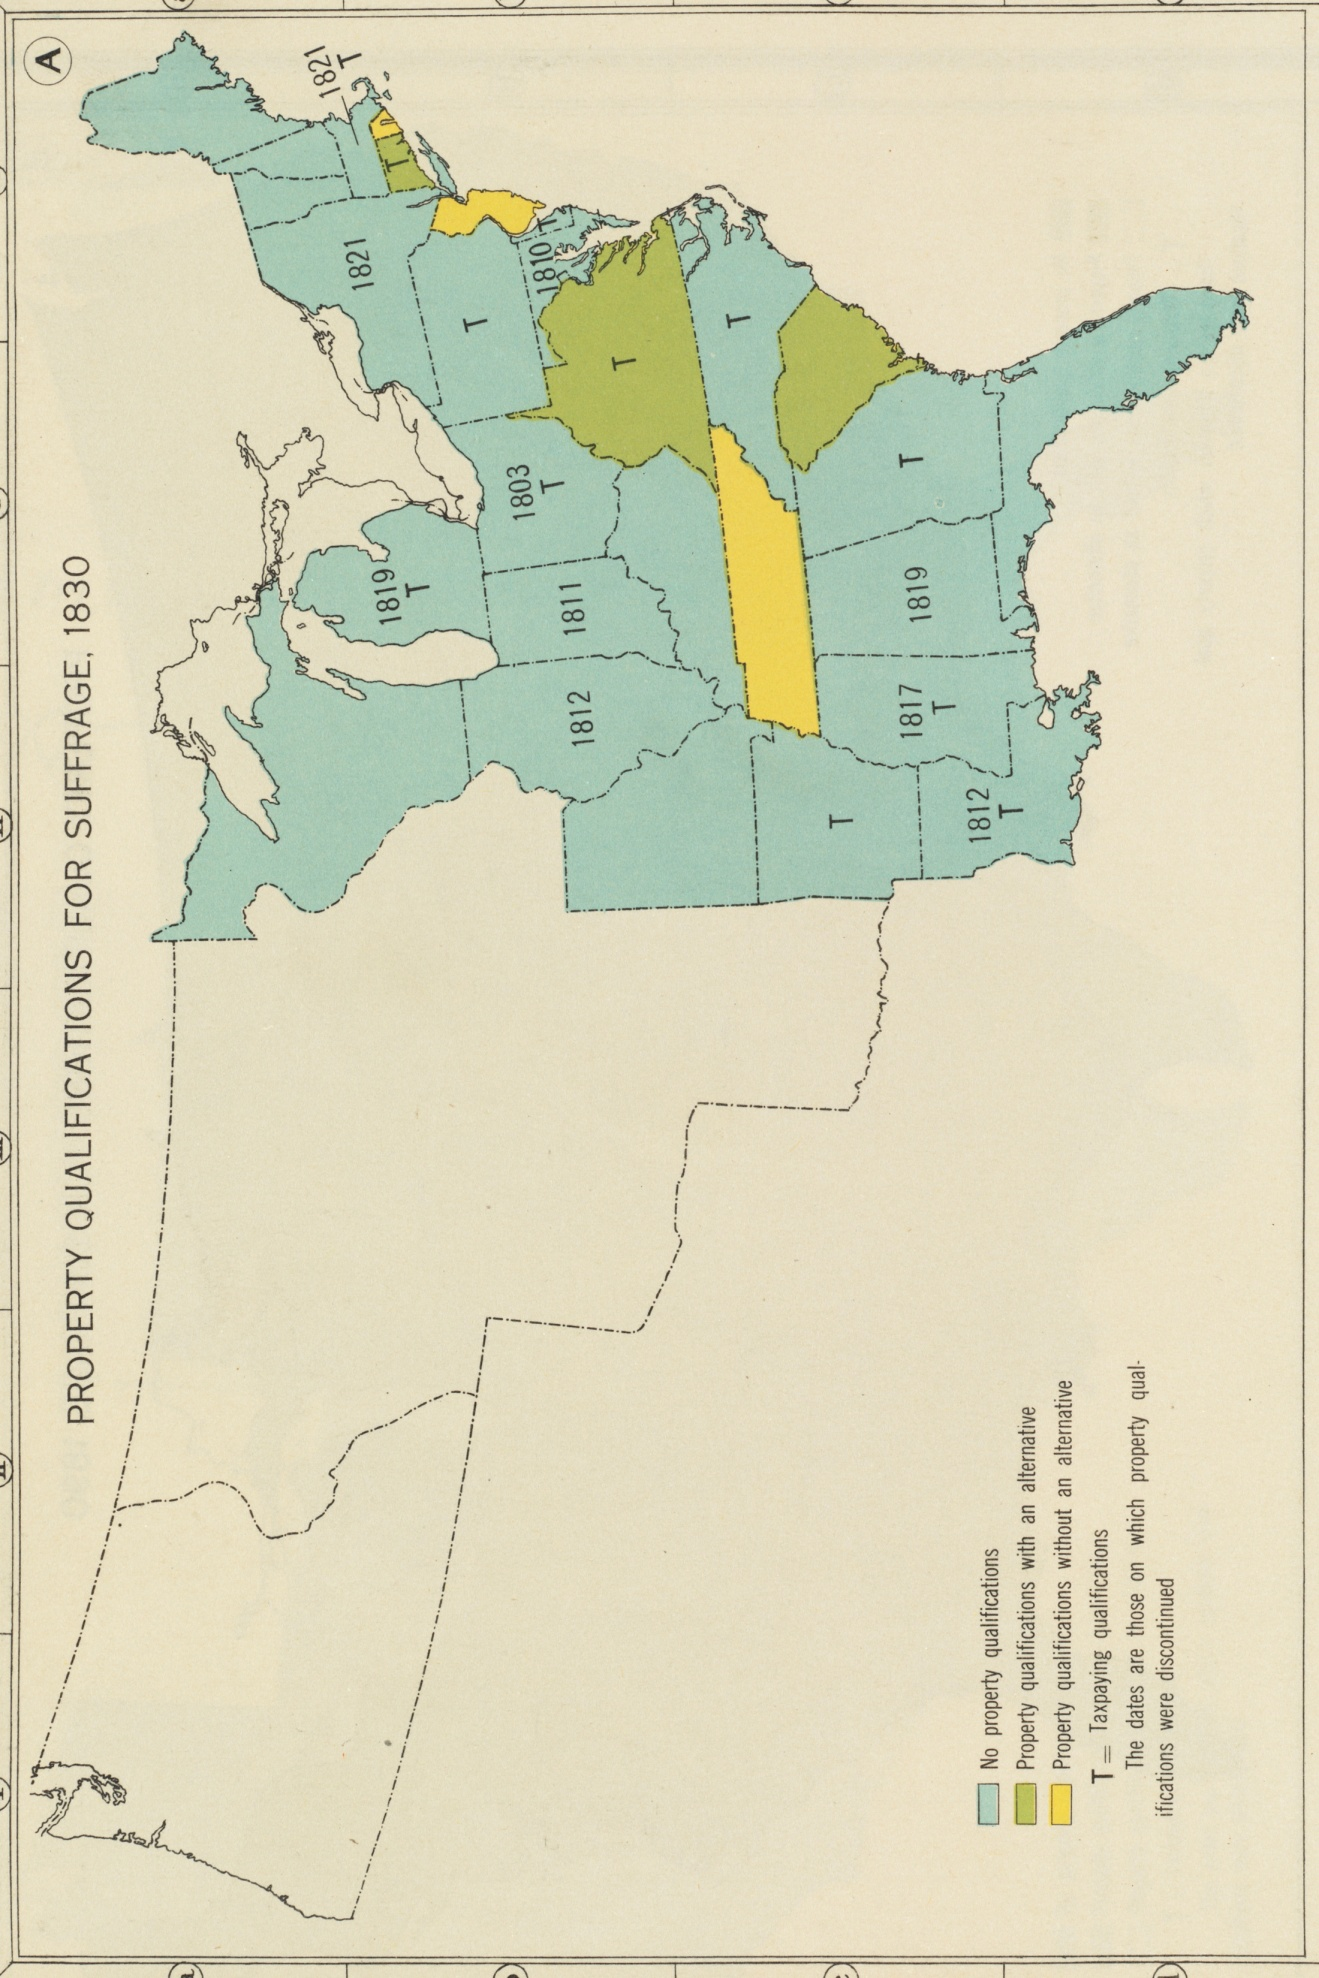 A
PROPERTY QUALIFICATIONS FOR SUFFRAGE, 1830
1821
T
T
1821
T
1810
T
T
T
T
1803
T
1819
T
1811
1819
1812
1817
T
T
1812
T
No property qualifications
Property qualifications with an alternative
Property qualifications without an alternative
T = Taxpaying qualifications
The dates are those on which property qual-
ifications were discontinued